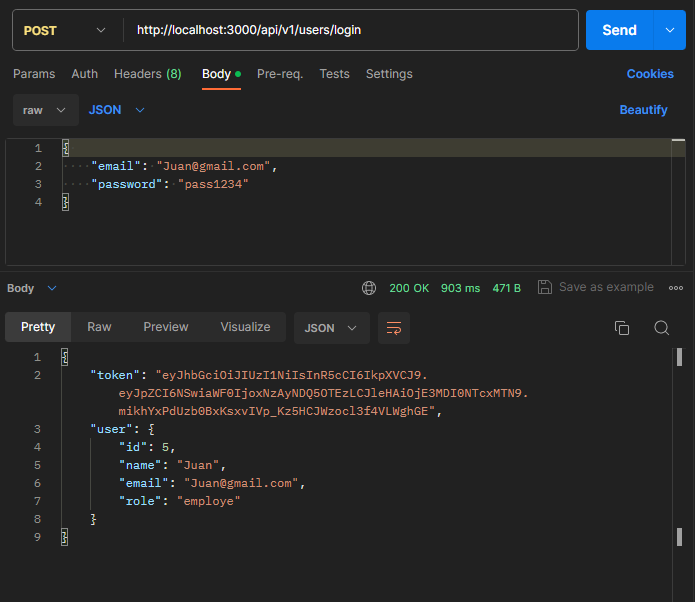 POST http://localhost:3000/api/v1/users/login Send
Params Auth Headers (8) Body Pre-req. Tests Settings Cookies
raw JSON Beautify
1 {
2 "email": "Juan@gmail.com",
3 "password": "pass1234"
4 }
Body 200 OK 903 ms 471 B Save as example
Pretty Raw Preview Visualize JSON
1 {
2 "token": "eyJhbGciOiJIUzI1NiIsInR5cCI6IkpXVCJ9.
eyJpZCI6NSwiaWF0IjoxNzAyNDQ5OTEzLCJleHAiOjE3MDI0NTcxMTN9.
mikhYxPdUzb0BxKsxvIVp_Kz5HCJWzocl3f4VLWghGE",
3 "user": {
4 "id": 5,
5 "name": "Juan",
6 "email": "Juan@gmail.com",
7 "role": "employe"
8 }
9 }